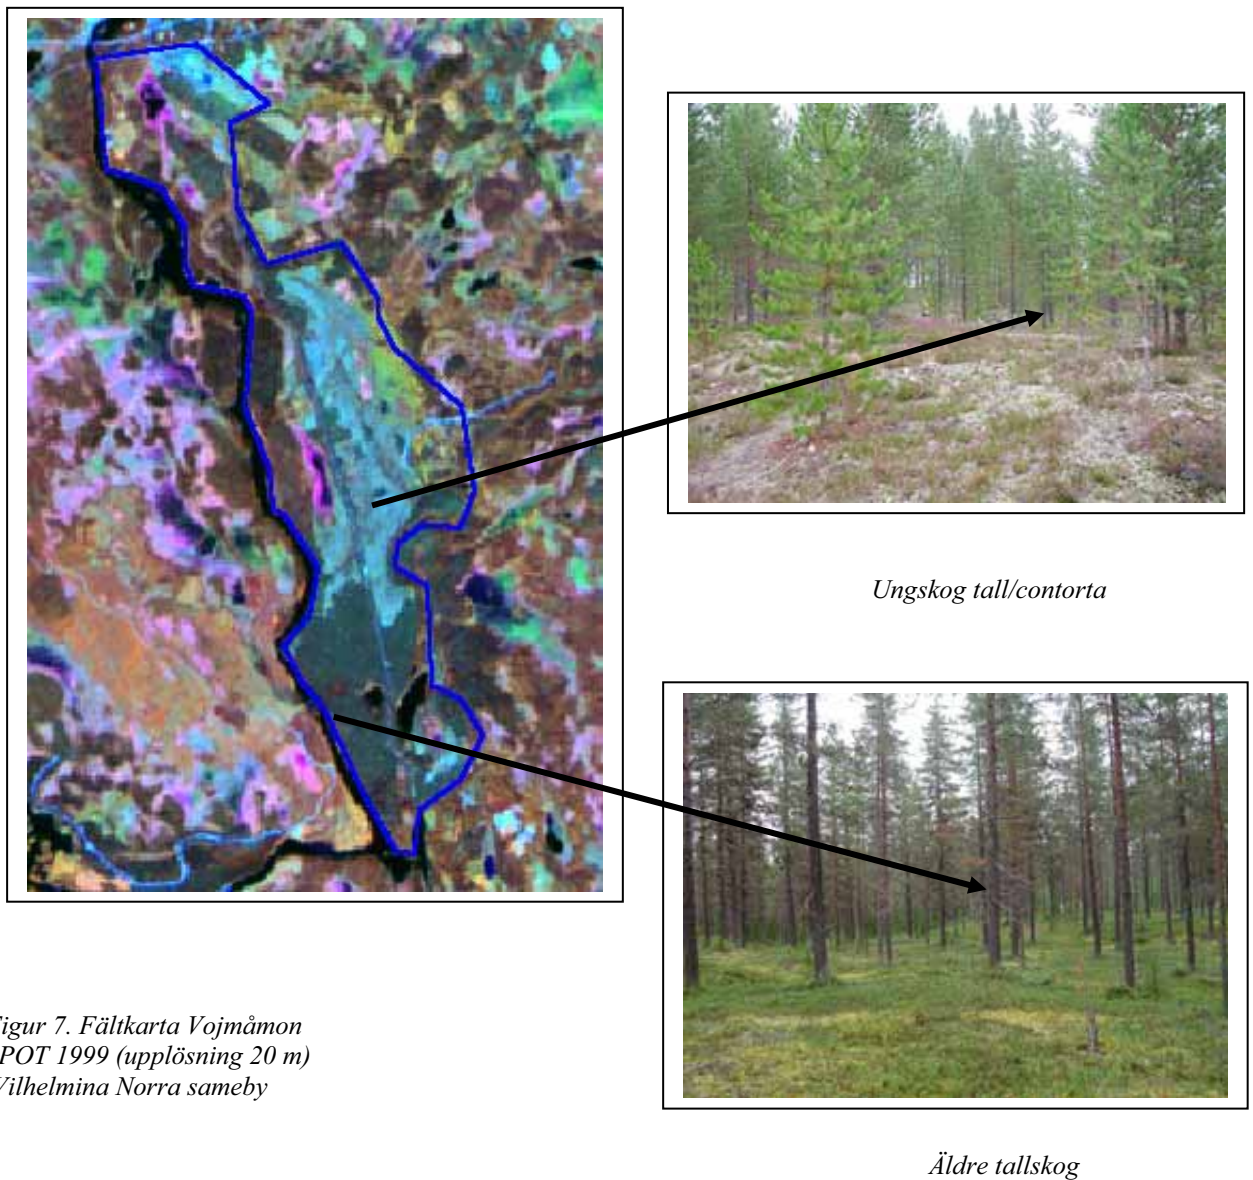 Ungskog tall/contorta
igur 7. Fältkarta Vojmåmon
POT 1999 (upplösning 20 m)
Vilhelmina Norra sameby
Äldre tallskog